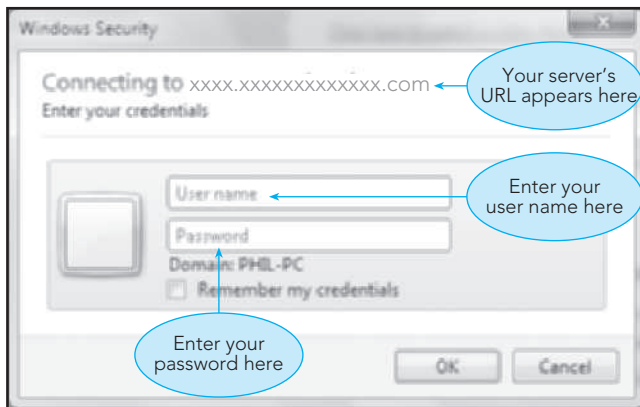 Windows Security
Connecting to xxxx.xxxxxxxxxxxxx.com
Your server's
URL appears here
Enter your credentials
User name
Enter your
user name here
Password
Domain: PHIL-PC
Remember my credentials
Enter your
password here
OK
Cancel